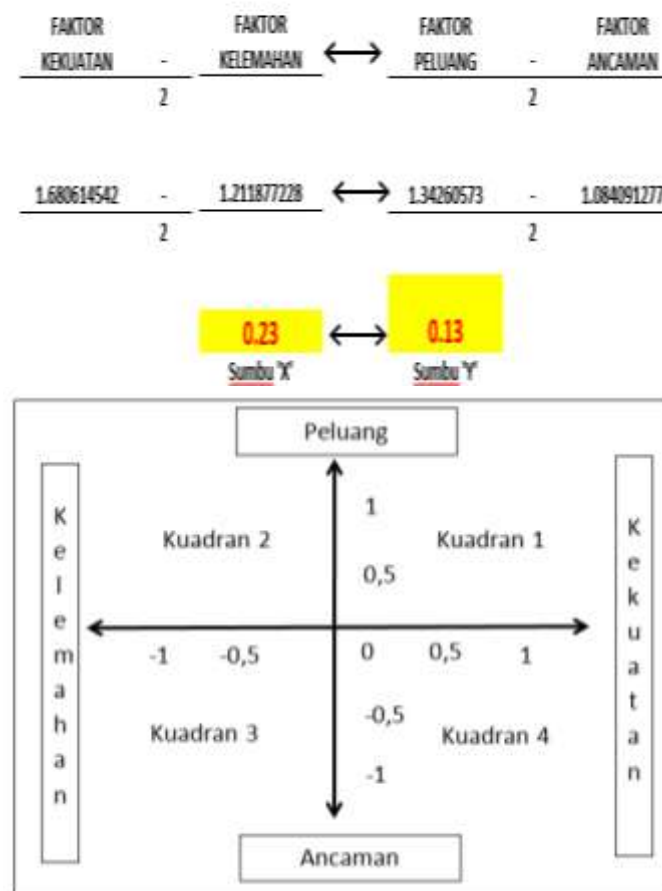 FAKTOR FAKTOR FAKTOR FAKTOR
KEKUATAN - KELEMAHAN PELUANG - ANCAMAN
2 2
1.680614542 - 1.211877228 1.34260573 - 1.084091277
2 2
0.23 0.13
Sumbu 'X' Sumbu 'Y'
Peluang
Kelemahan
Kekuatan
1
Kuadran 2 Kuadran 1
0,5
-1 -0,5 0 0,5 1
-0,5
Kuadran 3 Kuadran 4
-1
Ancaman